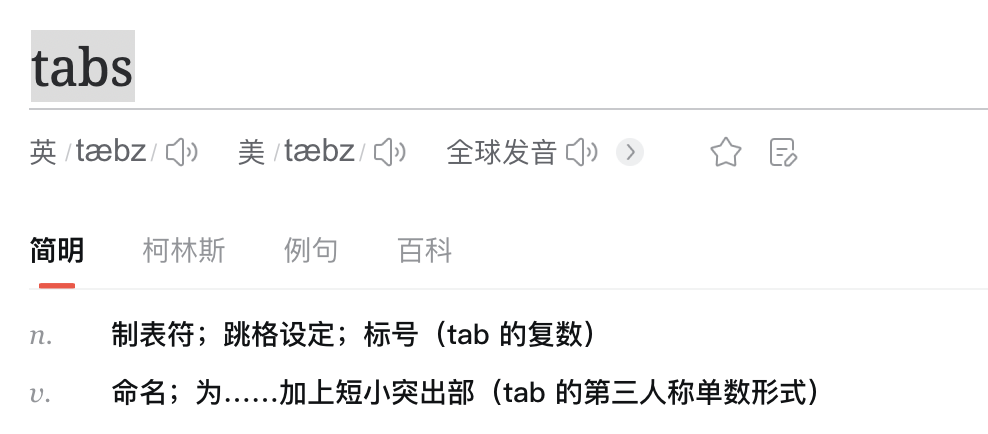 tabs
英 /tæbz/ 美 /tæbz/ 全球发音
简明 柯林斯 例句 百科
n. 制表符；跳格设定；标号（tab 的复数）
v. 命名；为……加上短小突出部（tab 的第三人称单数形式）